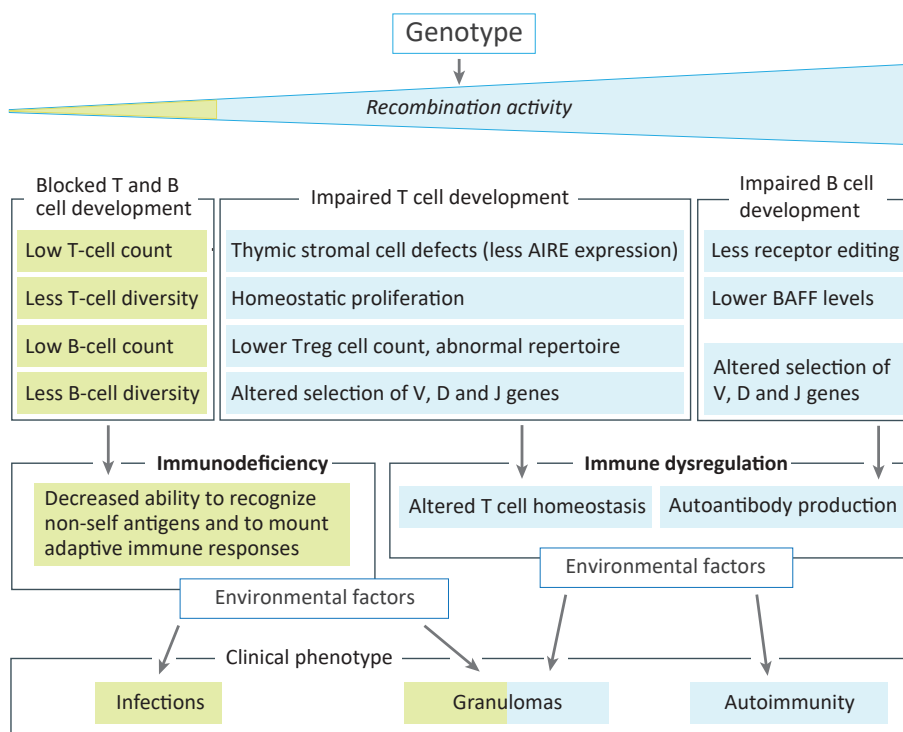 Genotype
Recombination activity
Blocked T and B
cell development
Low T-cell count
Less T-cell diversity
Low B-cell count
Less B-cell diversity
Impaired T cell development
Thymic stromal cell defects (less AIRE expression)
Homeostatic proliferation
Lower Treg cell count, abnormal repertoire
Altered selection of V, D and J genes
Impaired B cell
development
Less receptor editing
Lower BAFF levels
Altered selection of
V, D and J genes
Immunodeficiency
Decreased ability to recognize
non-self antigens and to mount
adaptive immune responses
Immune dysregulation
Altered T cell homeostasis
Autoantibody production
Environmental factors
Environmental factors
Clinical phenotype
Infections
Granulomas
Autoimmunity